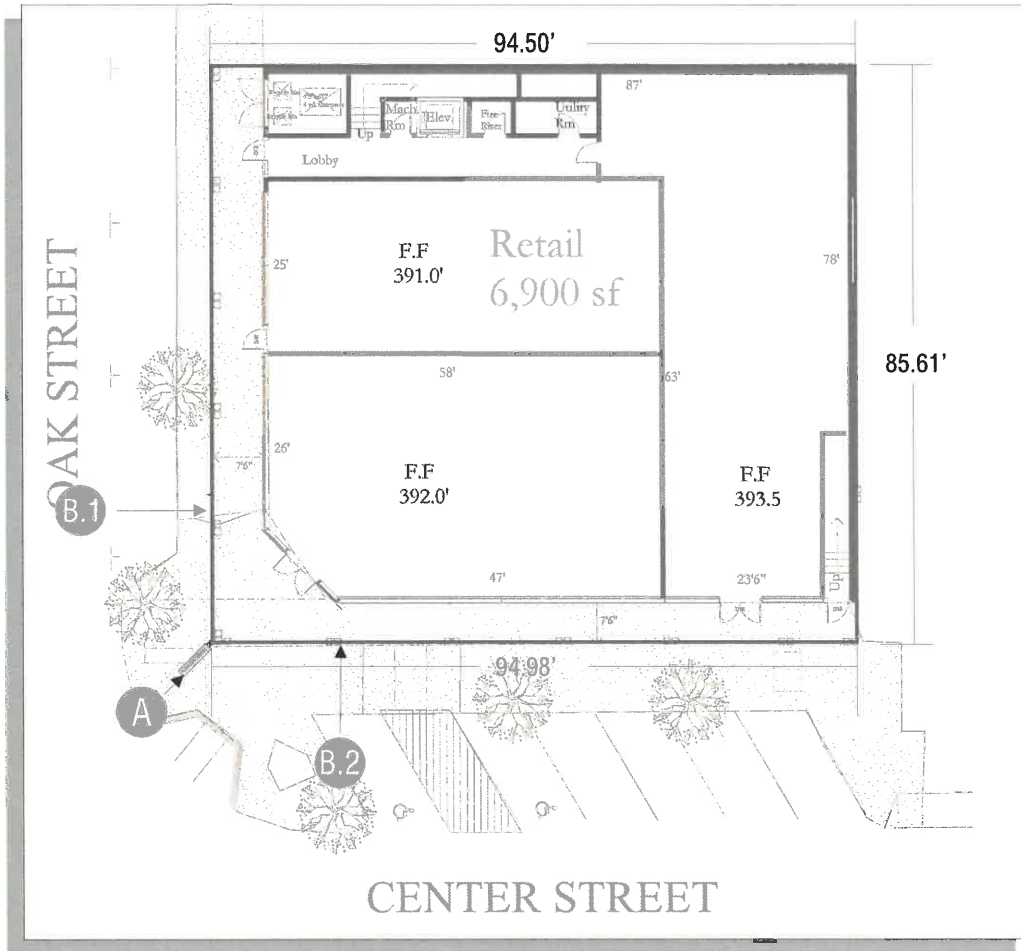 94.50'
87'
Mach
Rm
Elev.
Fire
Riser
Utility
Rm
Up
Lobby
F.F
391.0'
Retail
6,900 sf
25'
78'
OAK STREET
85.61'
58'
63'
26'
7'6"
F.F
392.0'
F.F
393.5
B.1
47'
23'6"
Up
7'6"
94.98'
A
B.2
CENTER STREET